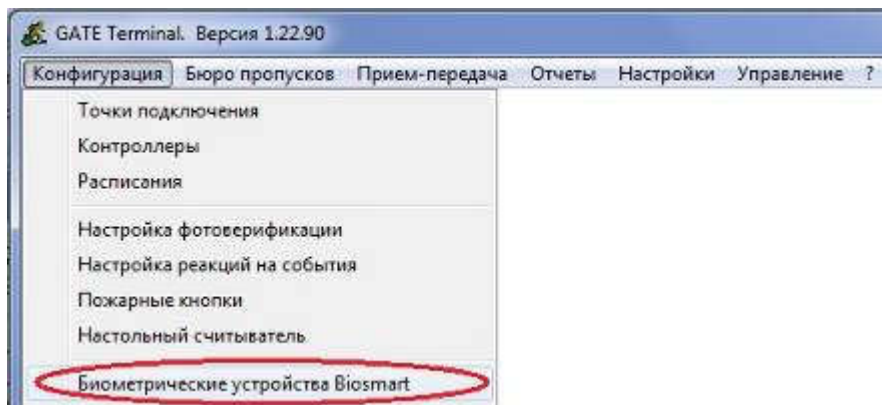 GATE Terminal. Версия 1.22.90
Конфигурация Бюро пропусков Прием-передача Отчеты Настройки Управление ?
Точки подключения
Контроллеры
Расписания
Настройка фотоверификации
Настройка реакций на события
Пожарные кнопки
Настольный считыватель
Биометрические устройства Biosmart